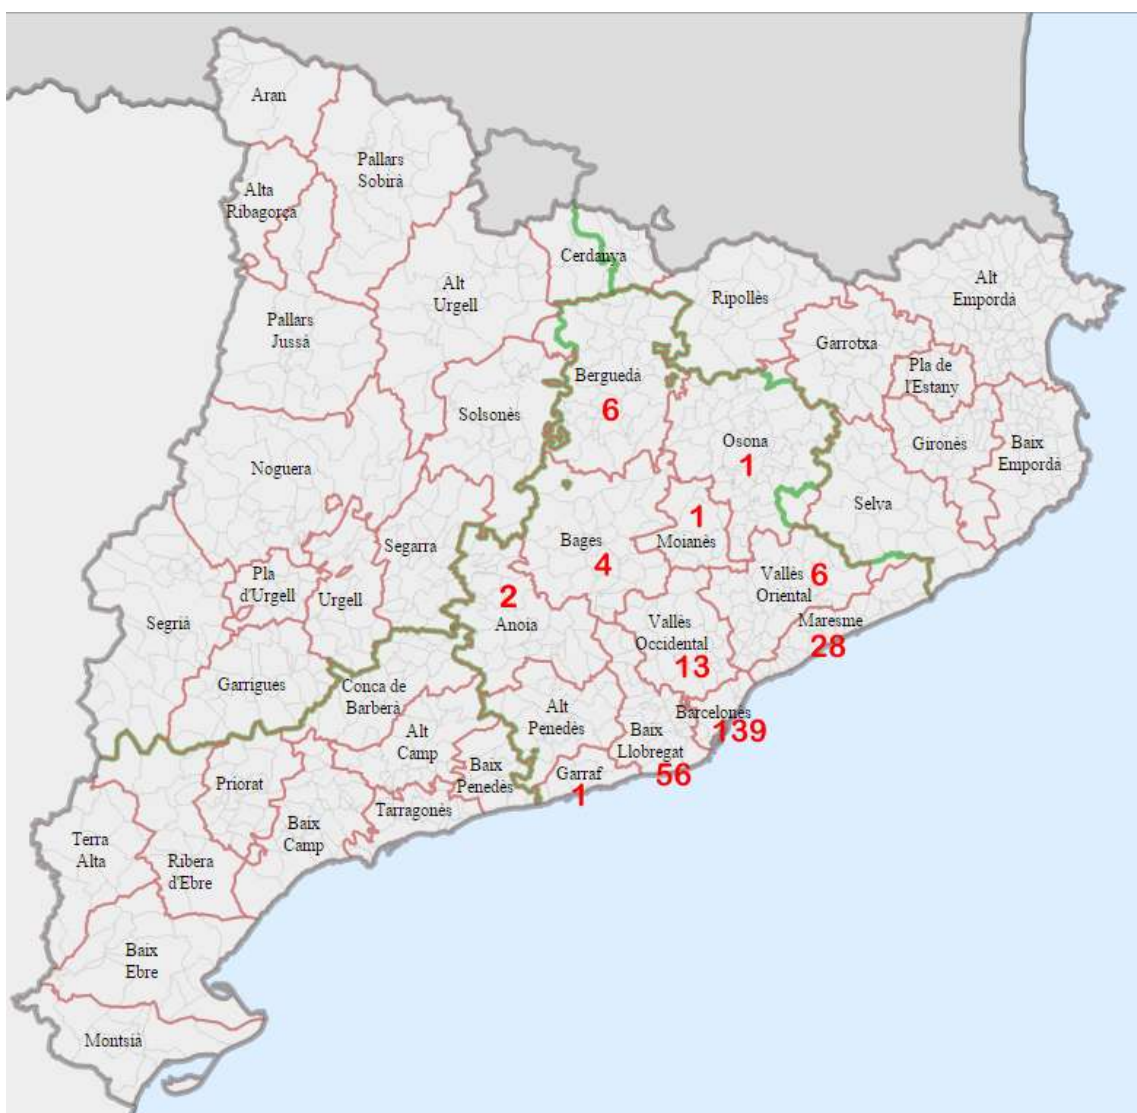 Aran
Pallars
Sobirà
Alta
Ribagorçà
Cerdanya
Alt
Urgell
Ripollès
Alt
Empordà
Pallars
Jussà
Garrotxa
Pla de
l'Estany
Berguedà
6
Solsonès
Osona
1
Gironès
Baix
Empordà
Noguera
Selva
1
Moianès
Bages
4
Segarra
Pla
d'Urgell
Urgell
Vallès
Oriental
6
2
Anoia
Segrià
Vallès
Occidental
13
Maresme
28
Garrigues
Conca de
Barberà
Alt
Penedès
Barcelonès
139
Alt
Camp
Baix
Llobregat
56
Baix
Penedès
Garraf
1
Priorat
Tarragonès
Baix
Camp
Terra
Alta
Ribera
d'Ebre
Baix
Ebre
Montsià